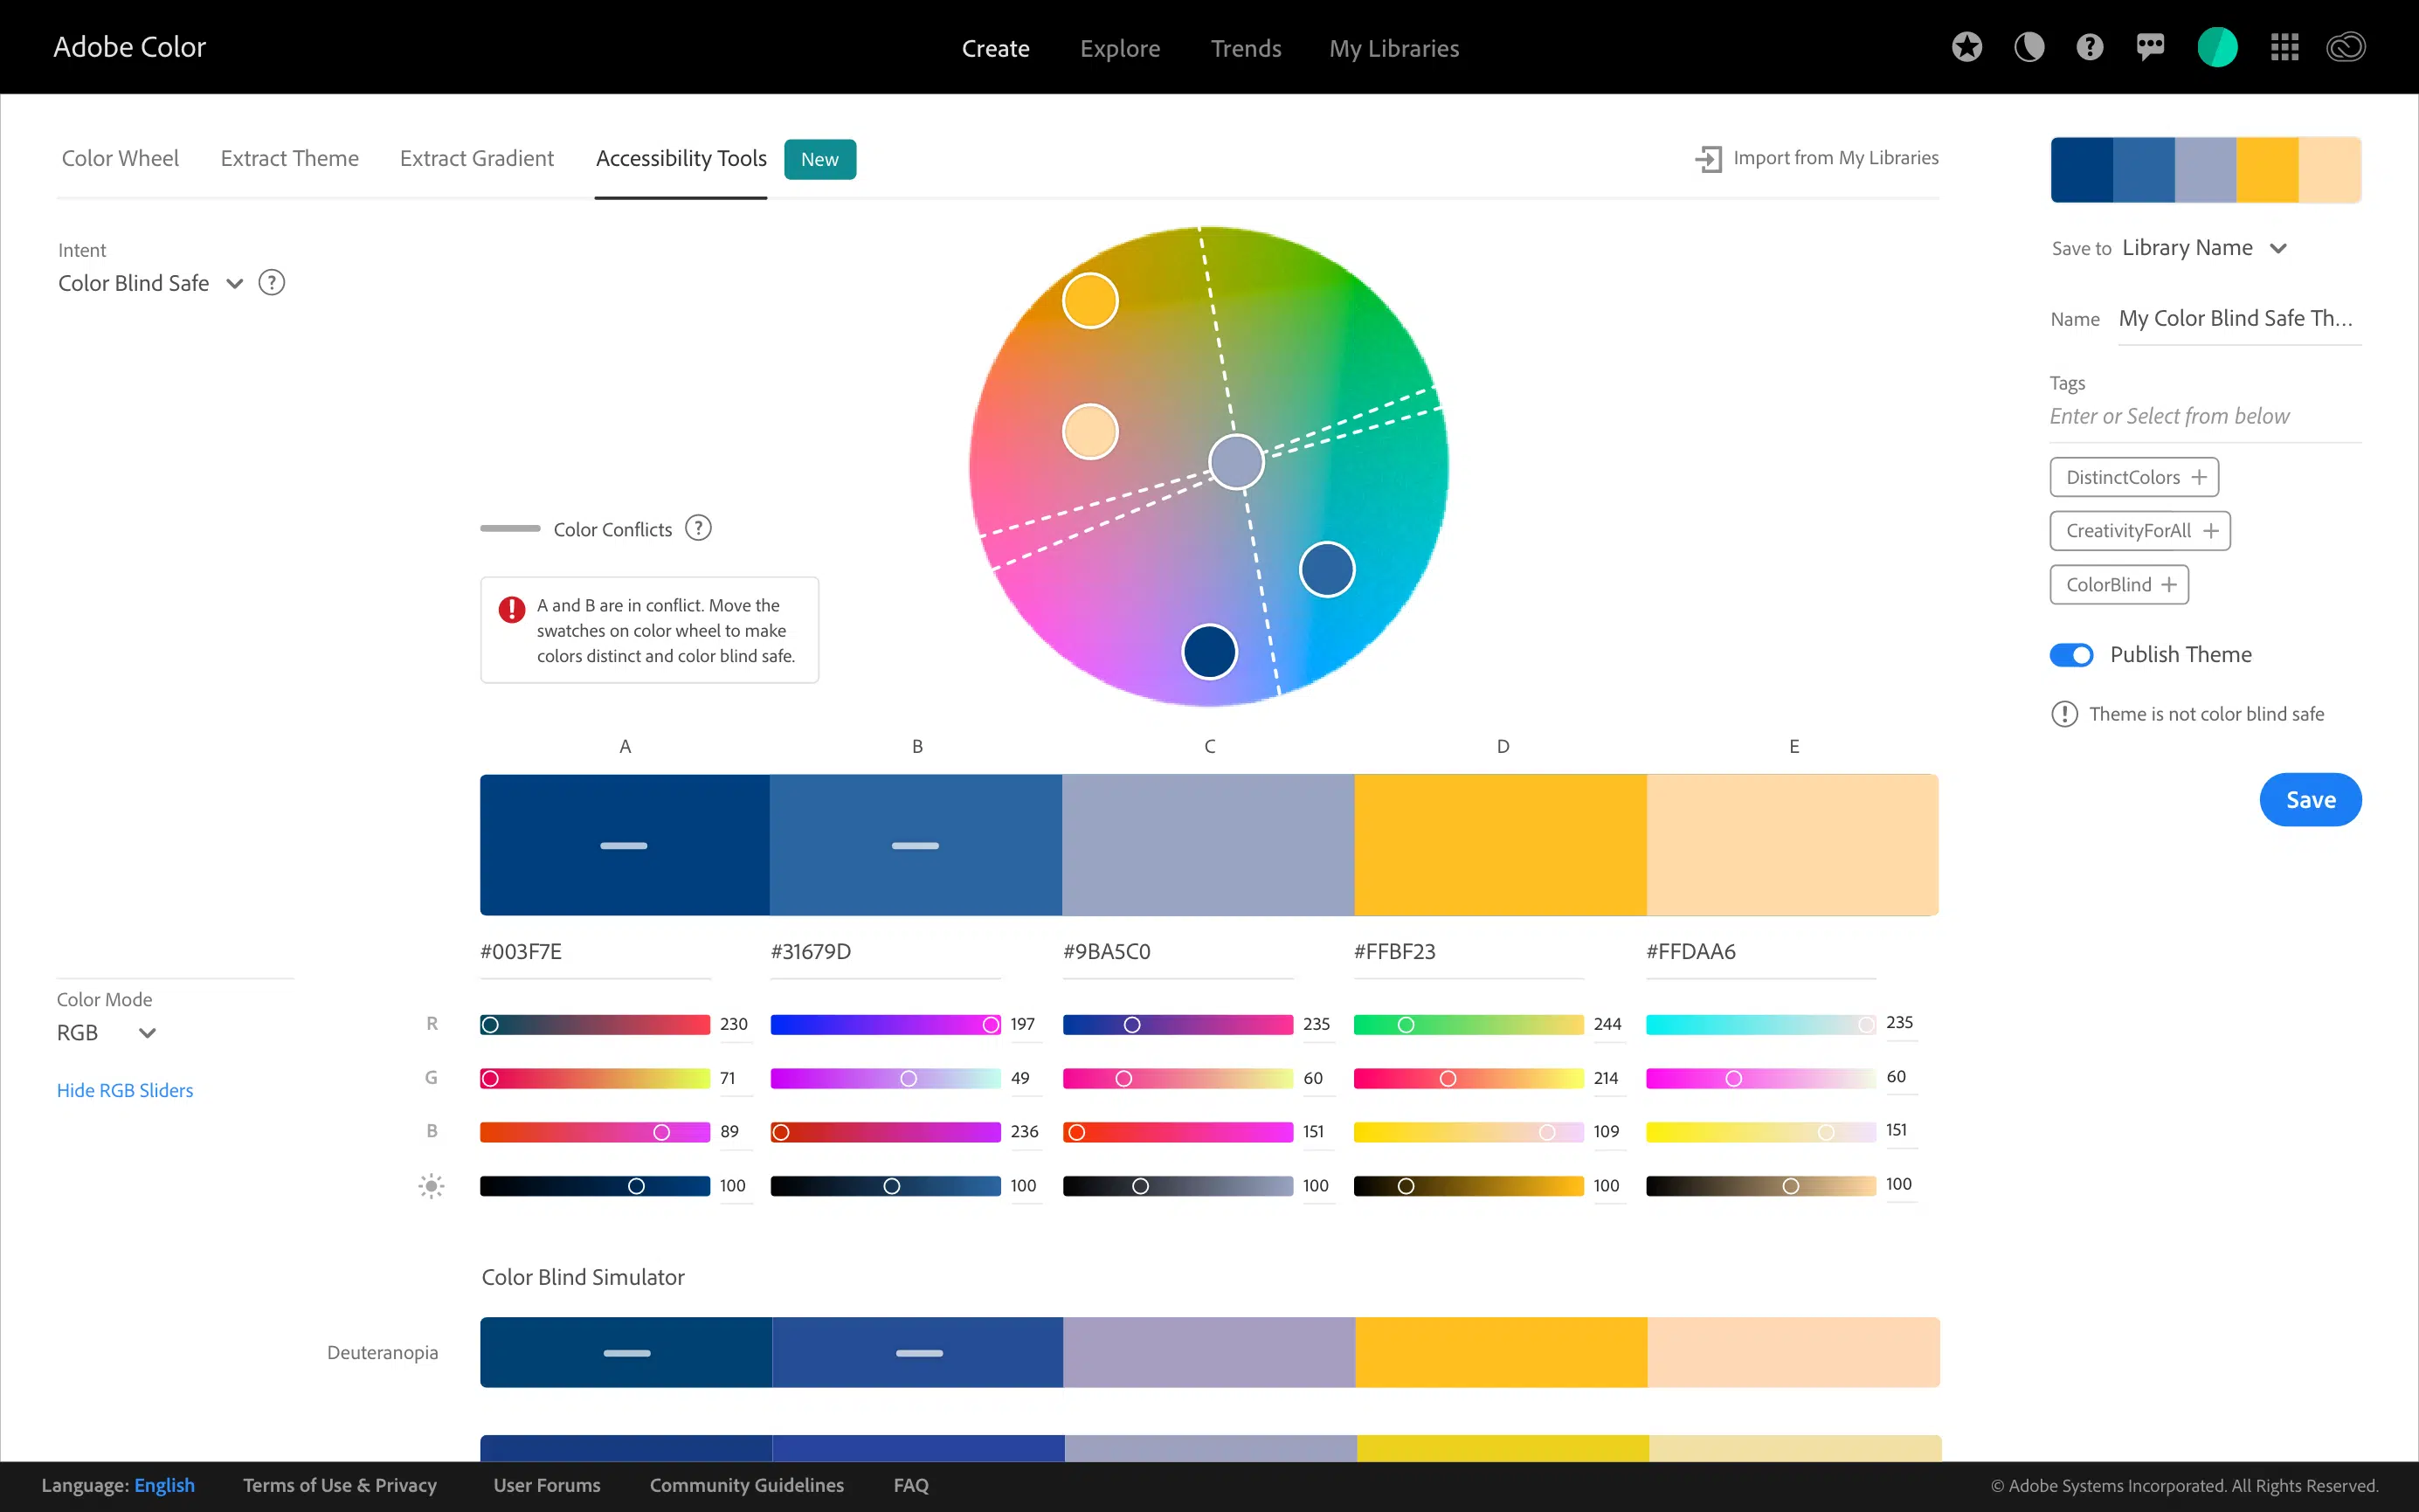 Adobe Color
Create Explore Trends My Libraries
Color Wheel Extract Theme Extract Gradient Accessibility Tools New
Import from My Libraries
Intent
Color Blind Safe
Color Conflicts
A and B are in conflict. Move the
swatches on color wheel to make
colors distinct and color blind safe.
Save to Library Name
Name My Color Blind Safe Th...
Tags
Enter or Select from below
DistinctColors
CreativityForAll
ColorBlind
Publish Theme
Theme is not color blind safe
Save
A B C D E
#003F7E #31679D #9BA5C0 #FFBF23 #FFDAA6
Color Mode
RGB
Hide RGB Sliders
R 230 197 235 244 235
G 71 49 60 214 60
B 89 236 151 109 151
100 100 100 100 100
Color Blind Simulator
Deuteranopia
Language: English Terms of Use & Privacy User Forums Community Guidelines FAQ
© Adobe Systems Incorporated. All Rights Reserved.